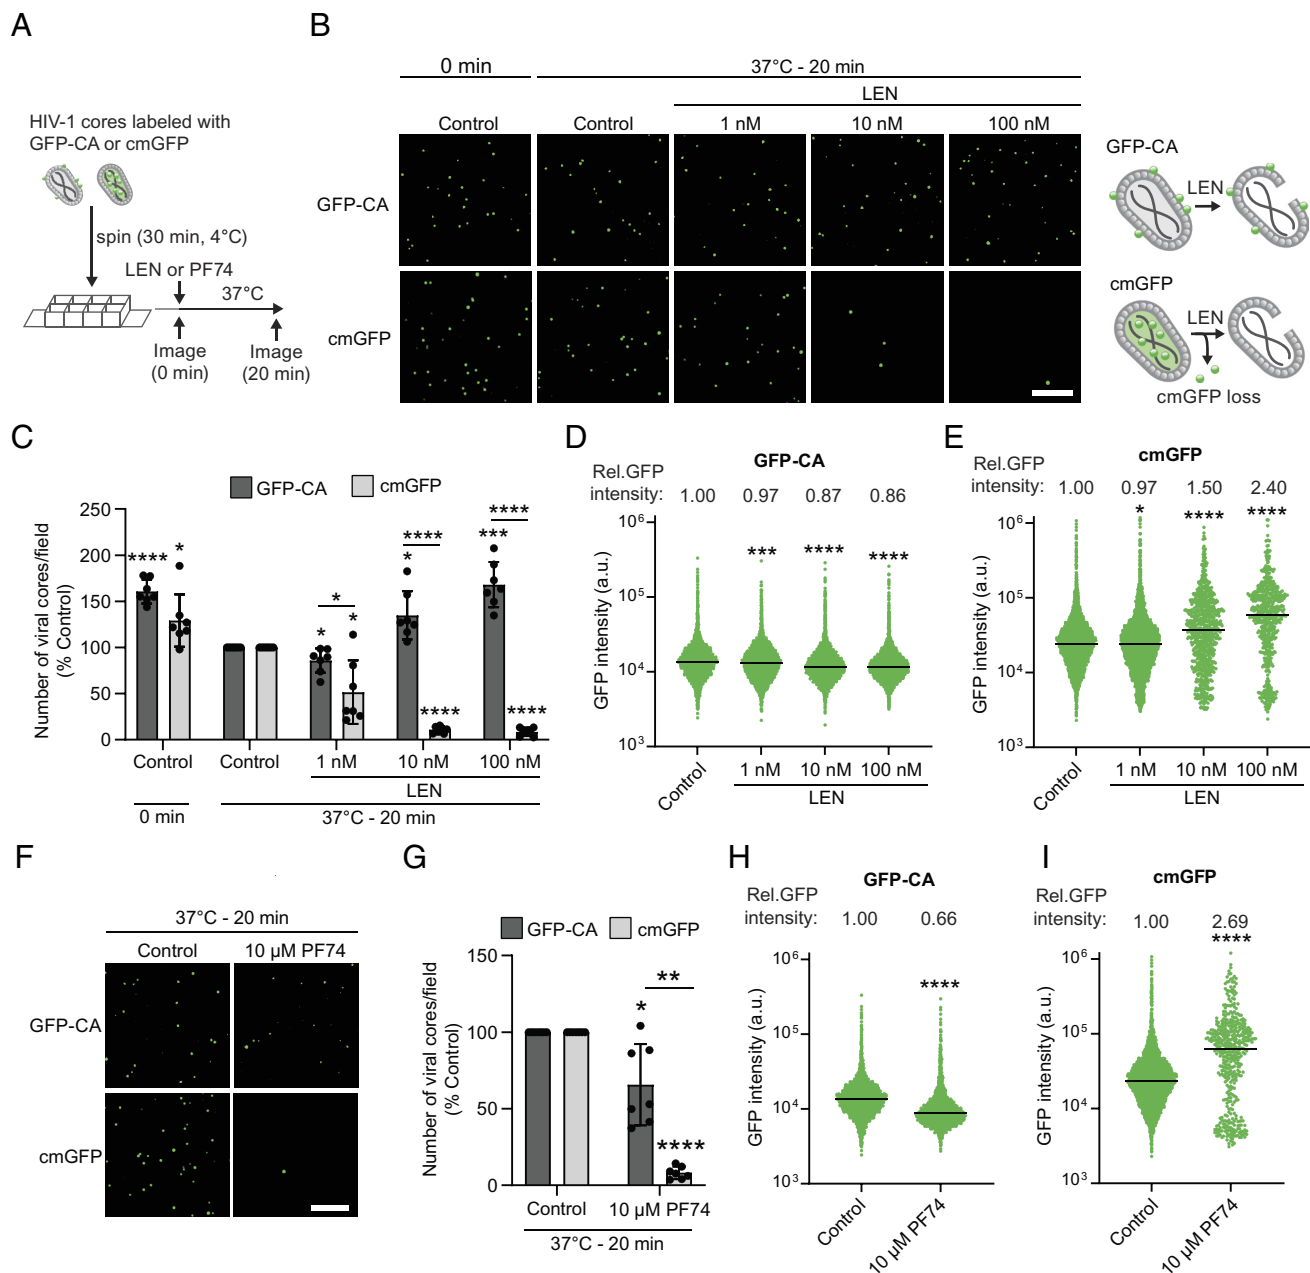 A
HIV-1 cores labeled with
GFP-CA or cmGFP
spin (30 min, 4°C)
LEN or PF74
37°C
Image
(0 min)
Image
(20 min)
B
0 min
37°C - 20 min
LEN
Control
Control
1 nM
10 nM
100 nM
GFP-CA
cmGFP
GFP-CA
LEN
cmGFP
LEN
cmGFP loss
C
GFP-CA
cmGFP
Number of viral cores/field
(% Control)
250
200
150
100
50
0
****
*
*
*
*
*
****
****
***
****
****
Control
Control
1 nM
10 nM
100 nM
LEN
0 min
37°C - 20 min
D
GFP-CA
Rel.GFP
intensity:
1.00
0.97
0.87
0.86
GFP intensity (a.u.)
10⁶
10⁵
10⁴
10³
***
****
****
Control
1 nM
10 nM
100 nM
LEN
E
cmGFP
Rel.GFP
intensity:
1.00
0.97
1.50
2.40
*
****
****
GFP intensity (a.u.)
10⁶
10⁵
10⁴
10³
Control
1 nM
10 nM
100 nM
LEN
F
37°C - 20 min
Control
10 µM PF74
GFP-CA
cmGFP
G
GFP-CA
cmGFP
Number of viral cores/field
(% Control)
150
100
50
0
**
*
****
Control
10 µM PF74
37°C - 20 min
H
GFP-CA
Rel.GFP
intensity:
1.00
0.66
****
GFP intensity (a.u.)
10⁶
10⁵
10⁴
10³
Control
10 µM PF74
I
cmGFP
Rel.GFP
intensity:
1.00
2.69
****
GFP intensity (a.u.)
10⁶
10⁵
10⁴
10³
Control
10 µM PF74